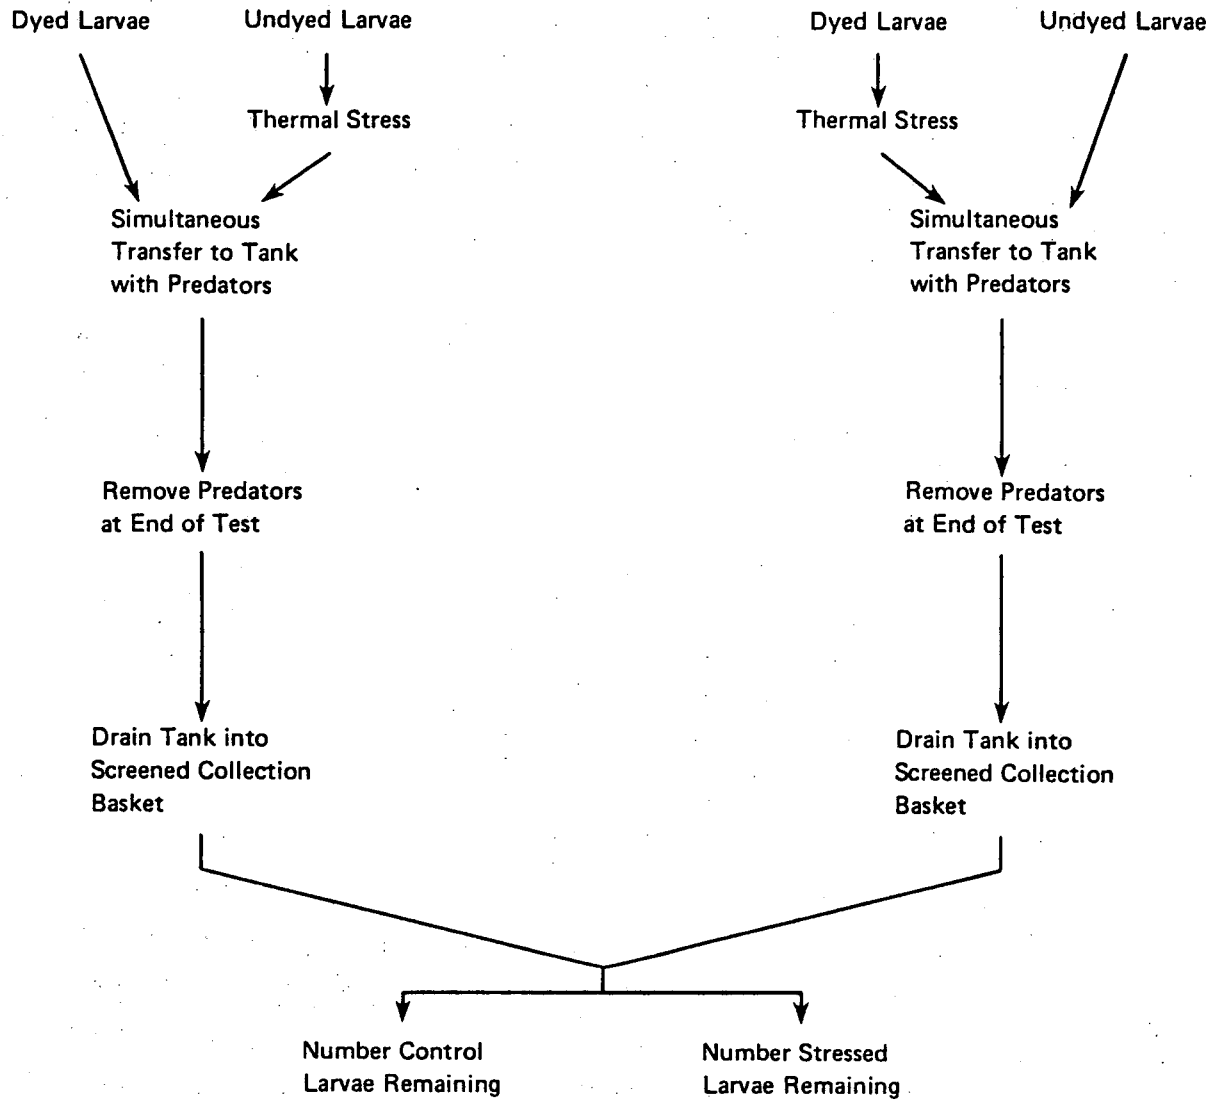 Dyed Larvae
Undyed Larvae
Dyed Larvae
Undyed Larvae
Thermal Stress
Thermal Stress
Simultaneous
Transfer to Tank
with Predators
Simultaneous
Transfer to Tank
with Predators
Remove Predators
at End of Test
Remove Predators
at End of Test
Drain Tank into
Screened Collection
Basket
Drain Tank into
Screened Collection
Basket
Number Control
Larvae Remaining
Number Stressed
Larvae Remaining